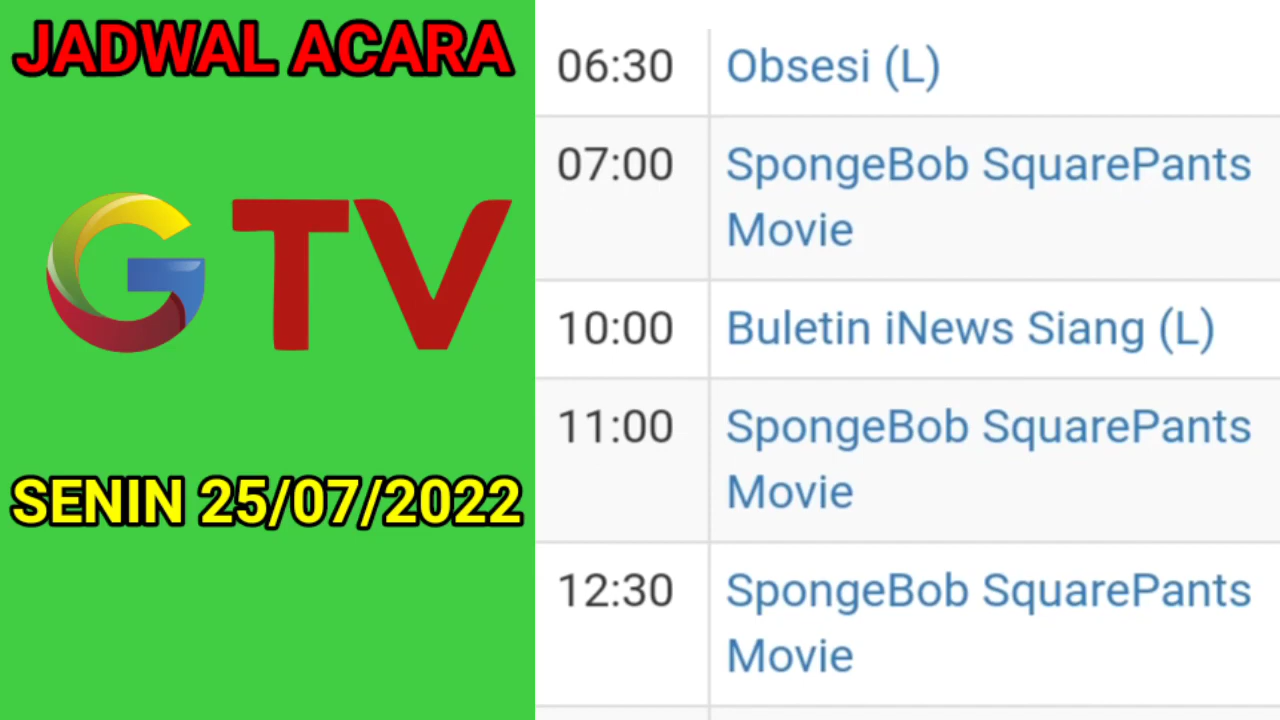 JADWAL ACARA
GTV
SENIN 25/07/2022
06:30 Obsesi (L)
07:00 SpongeBob SquarePants
Movie
10:00 Buletin iNews Siang (L)
11:00 SpongeBob SquarePants
Movie
12:30 SpongeBob SquarePants
Movie